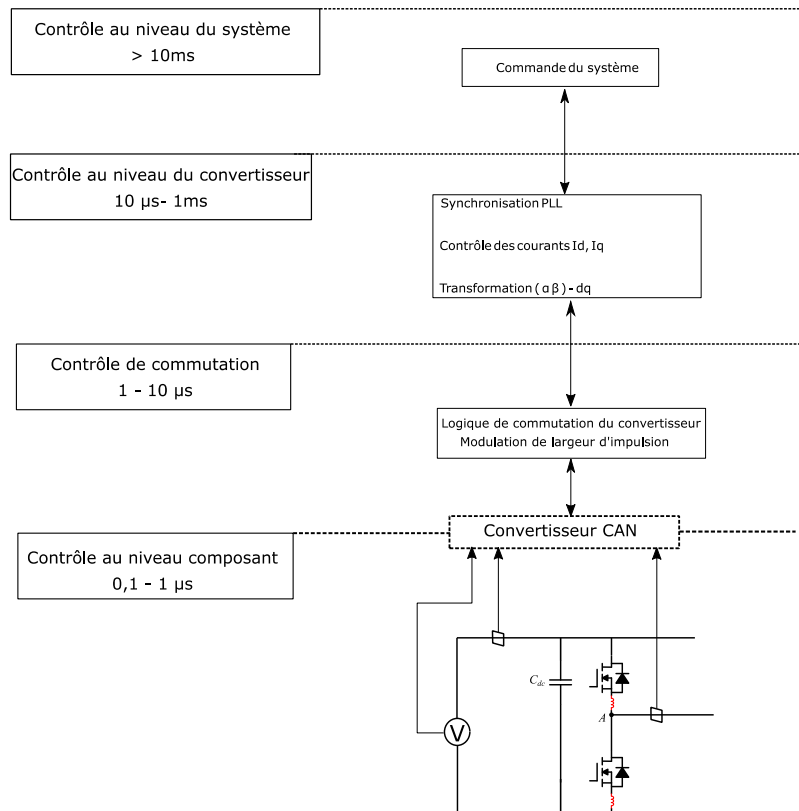 Contrôle au niveau du système
> 10ms
Commande du système
Contrôle au niveau du convertisseur
10 µs- 1ms
Synchronisation PLL
Contrôle des courants Id, Iq
Transformation (αβ) - dq
Contrôle de commutation
1 - 10 µs
Logique de commutation du convertisseur
Modulation de largeur d'impulsion
Convertisseur CAN
Contrôle au niveau composant
0,1 - 1 µs
Cdc
A
V